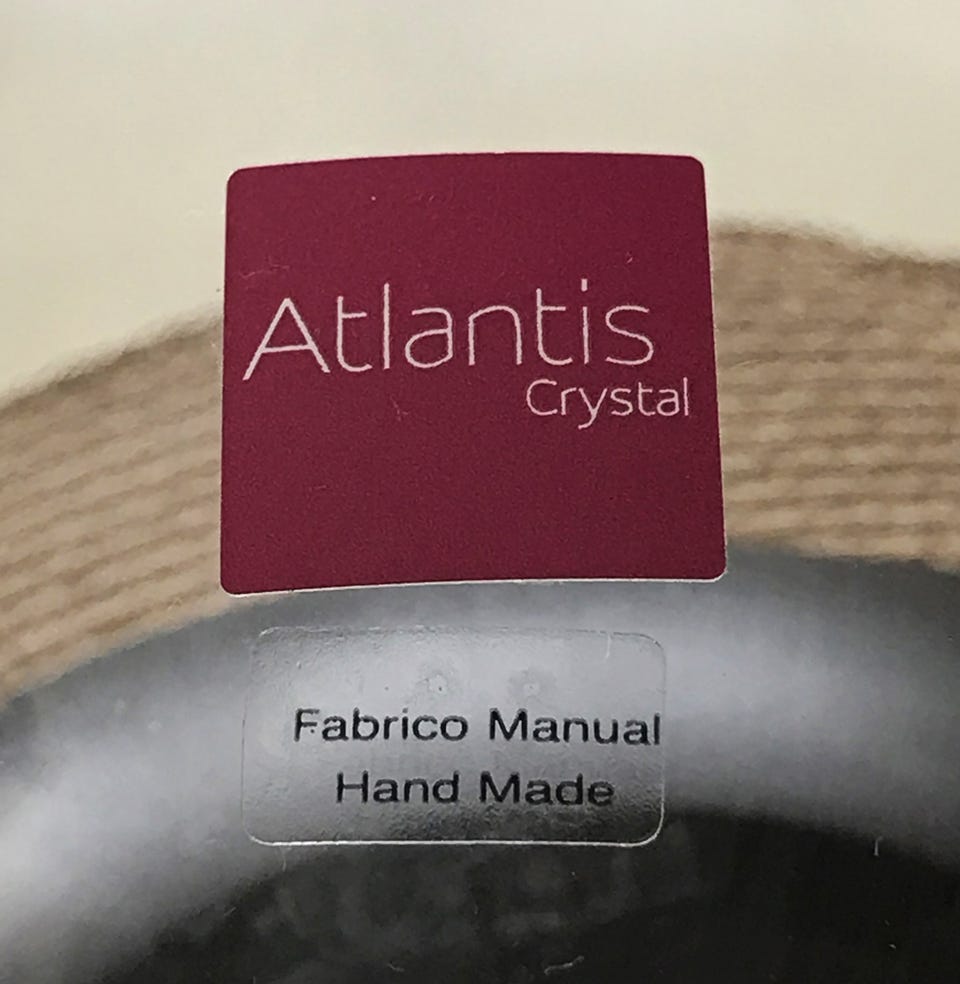 Atlantis
Crystal
Fabrico Manual
Hand Made